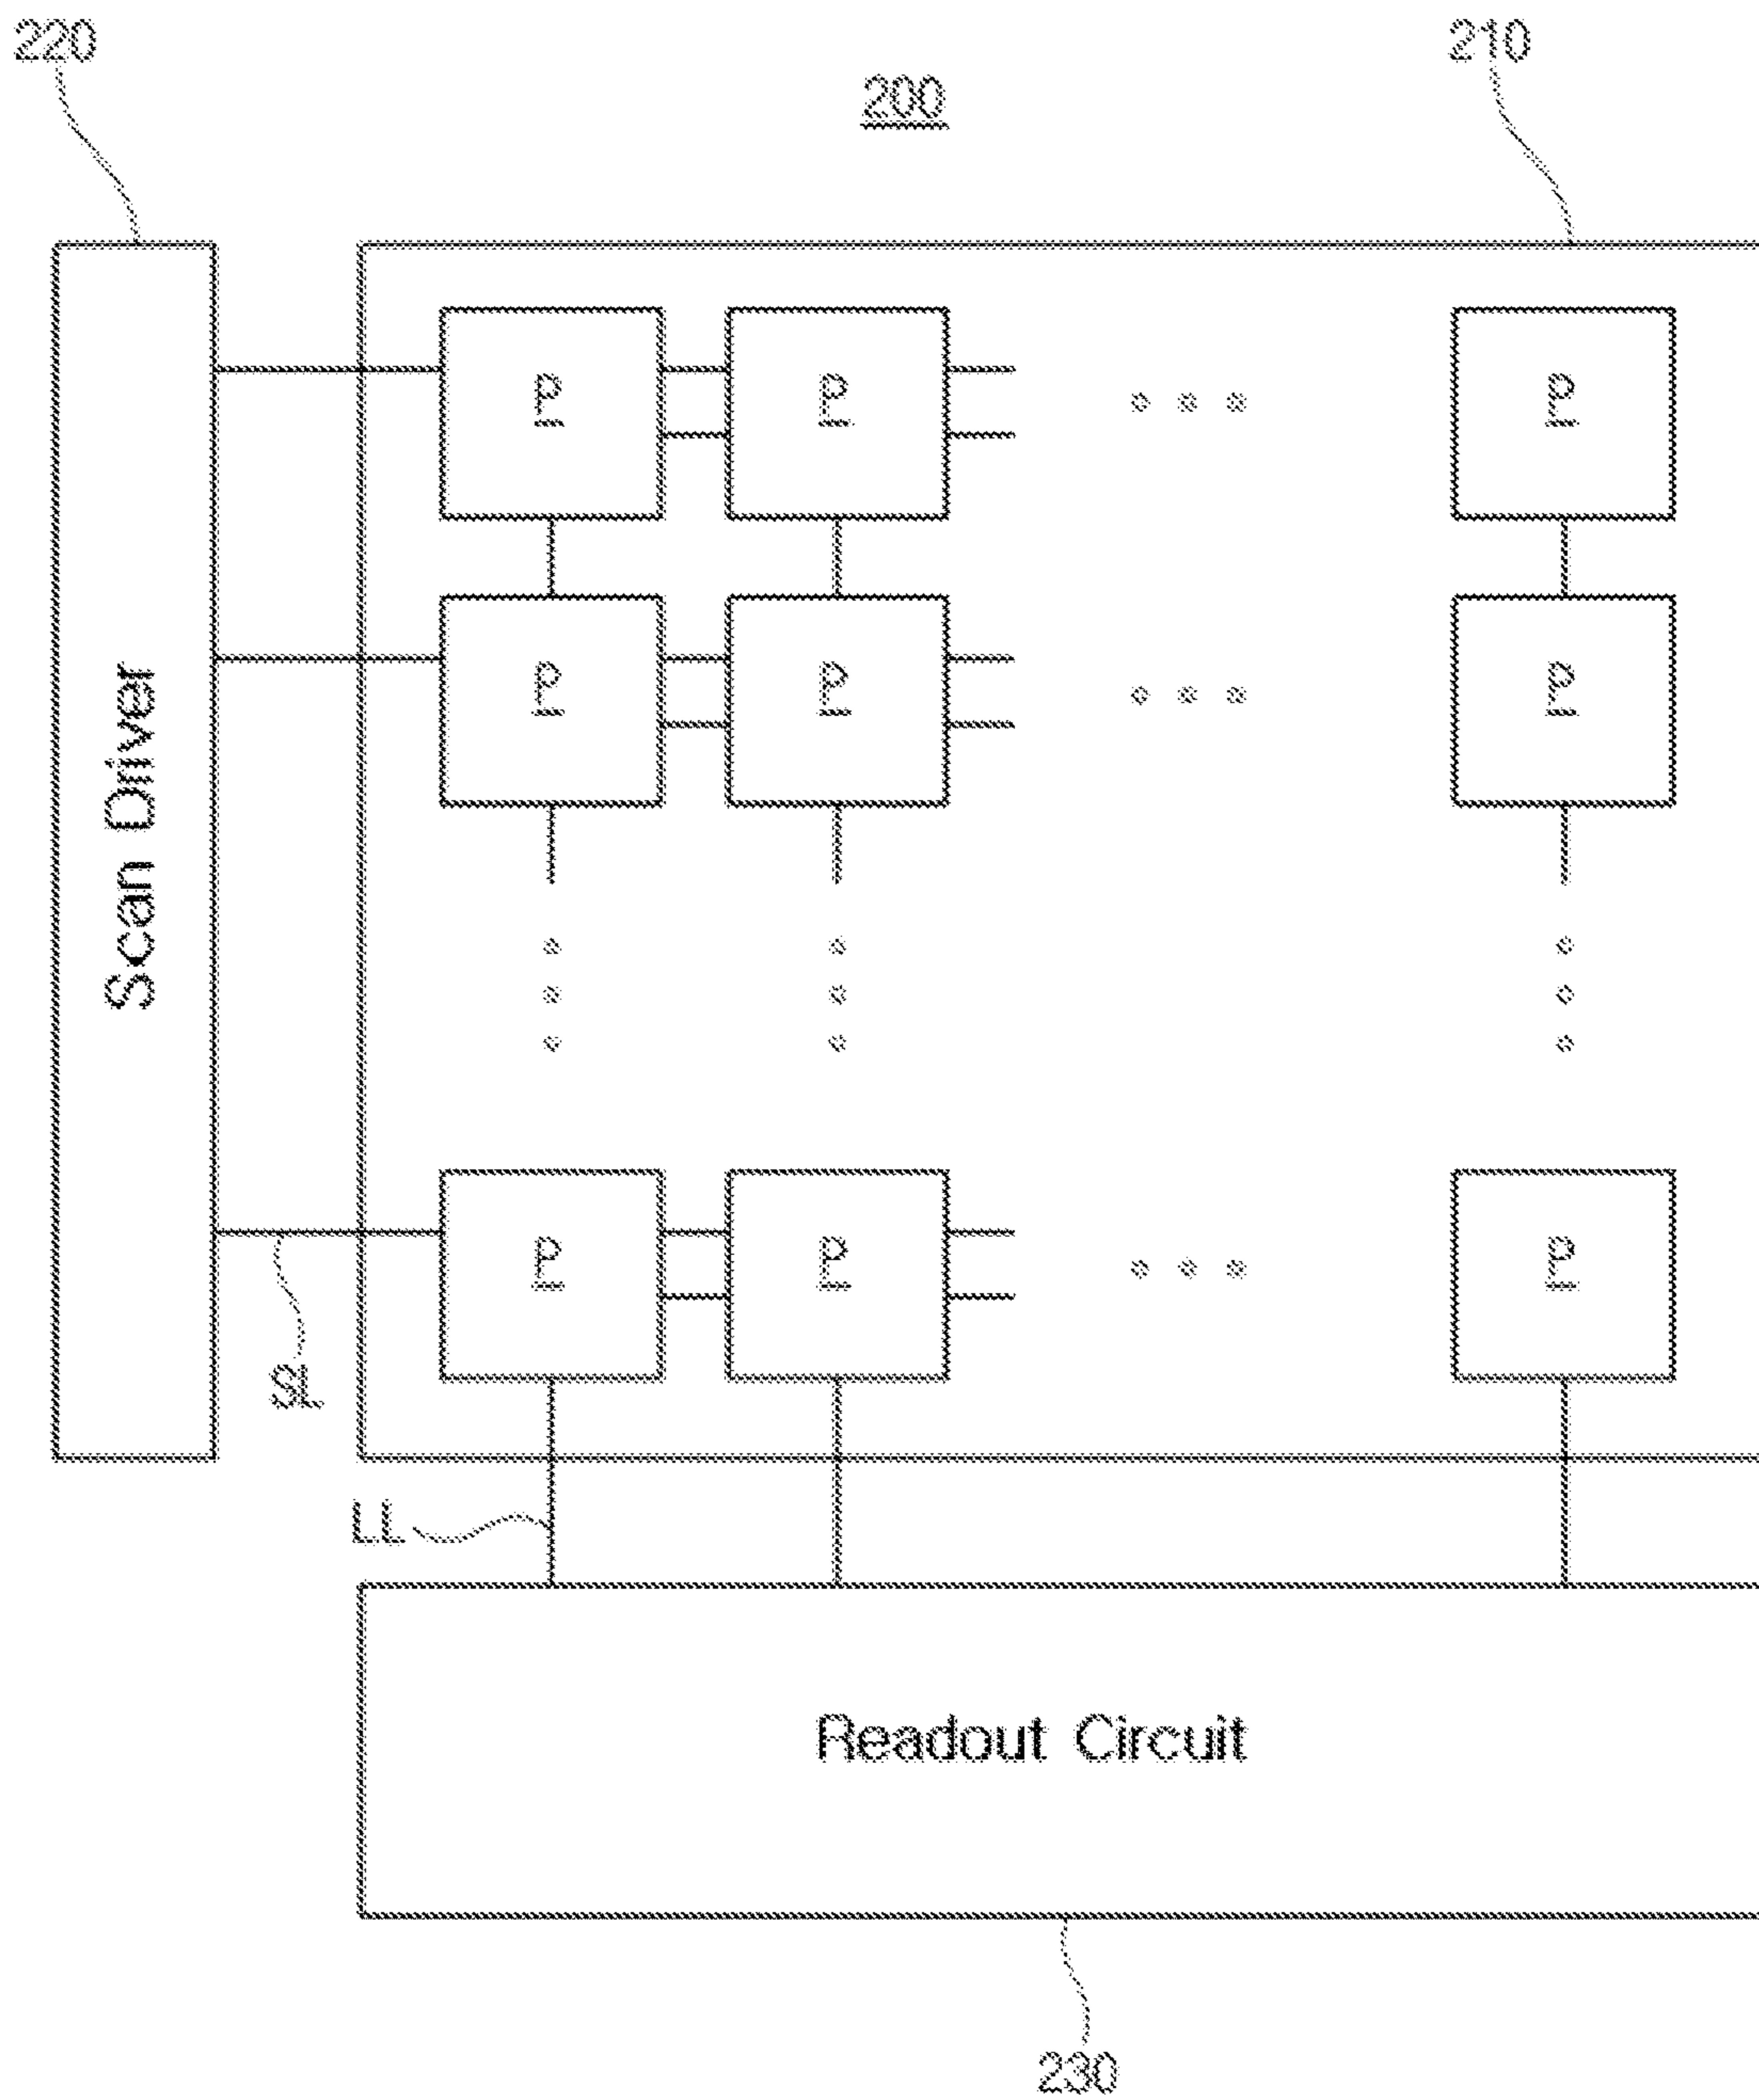 220
210
200
P P P
P P P
Scan Driver
P P P
SL
LL
Readout Circuit
230